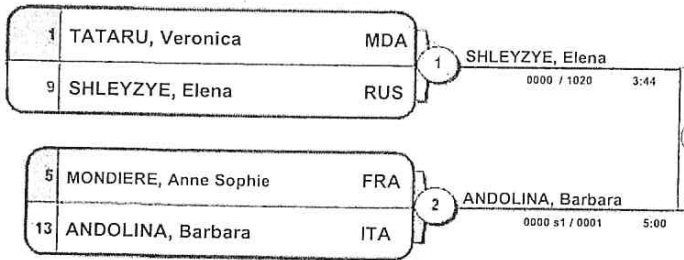 1 TATARU, Veronica MDA
9 SHLEYZYE, Elena RUS
1
SHLEYZYE, Elena
0000 / 1020 3:44
5 MONDIERE, Anne Sophie FRA
13 ANDOLINA, Barbara ITA
2
ANDOLINA, Barbara
0000 s1 / 0001 5:00